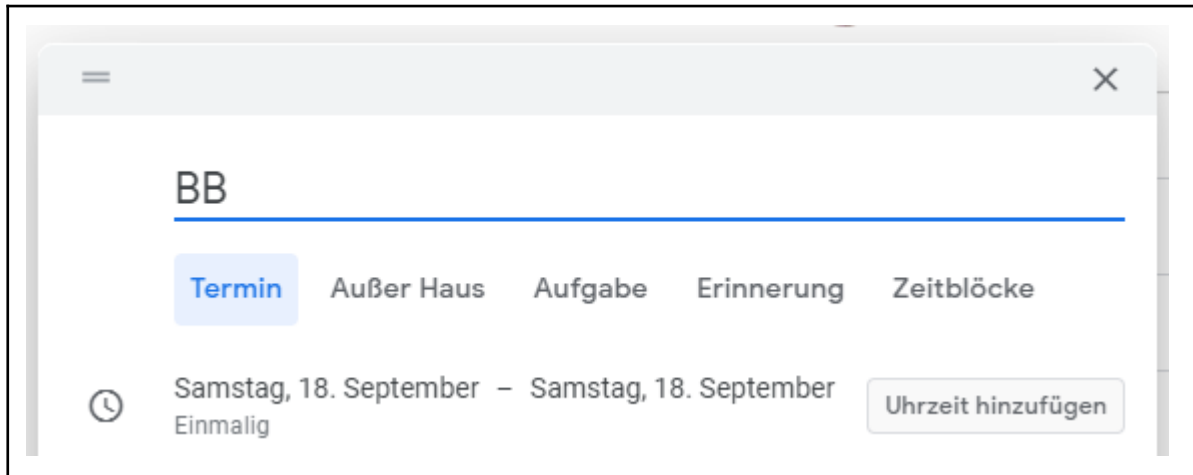 BB
Termin Außer Haus Aufgabe Erinnerung Zeitblöcke
Samstag, 18. September – Samstag, 18. September Uhrzeit hinzufügen
Einmalig